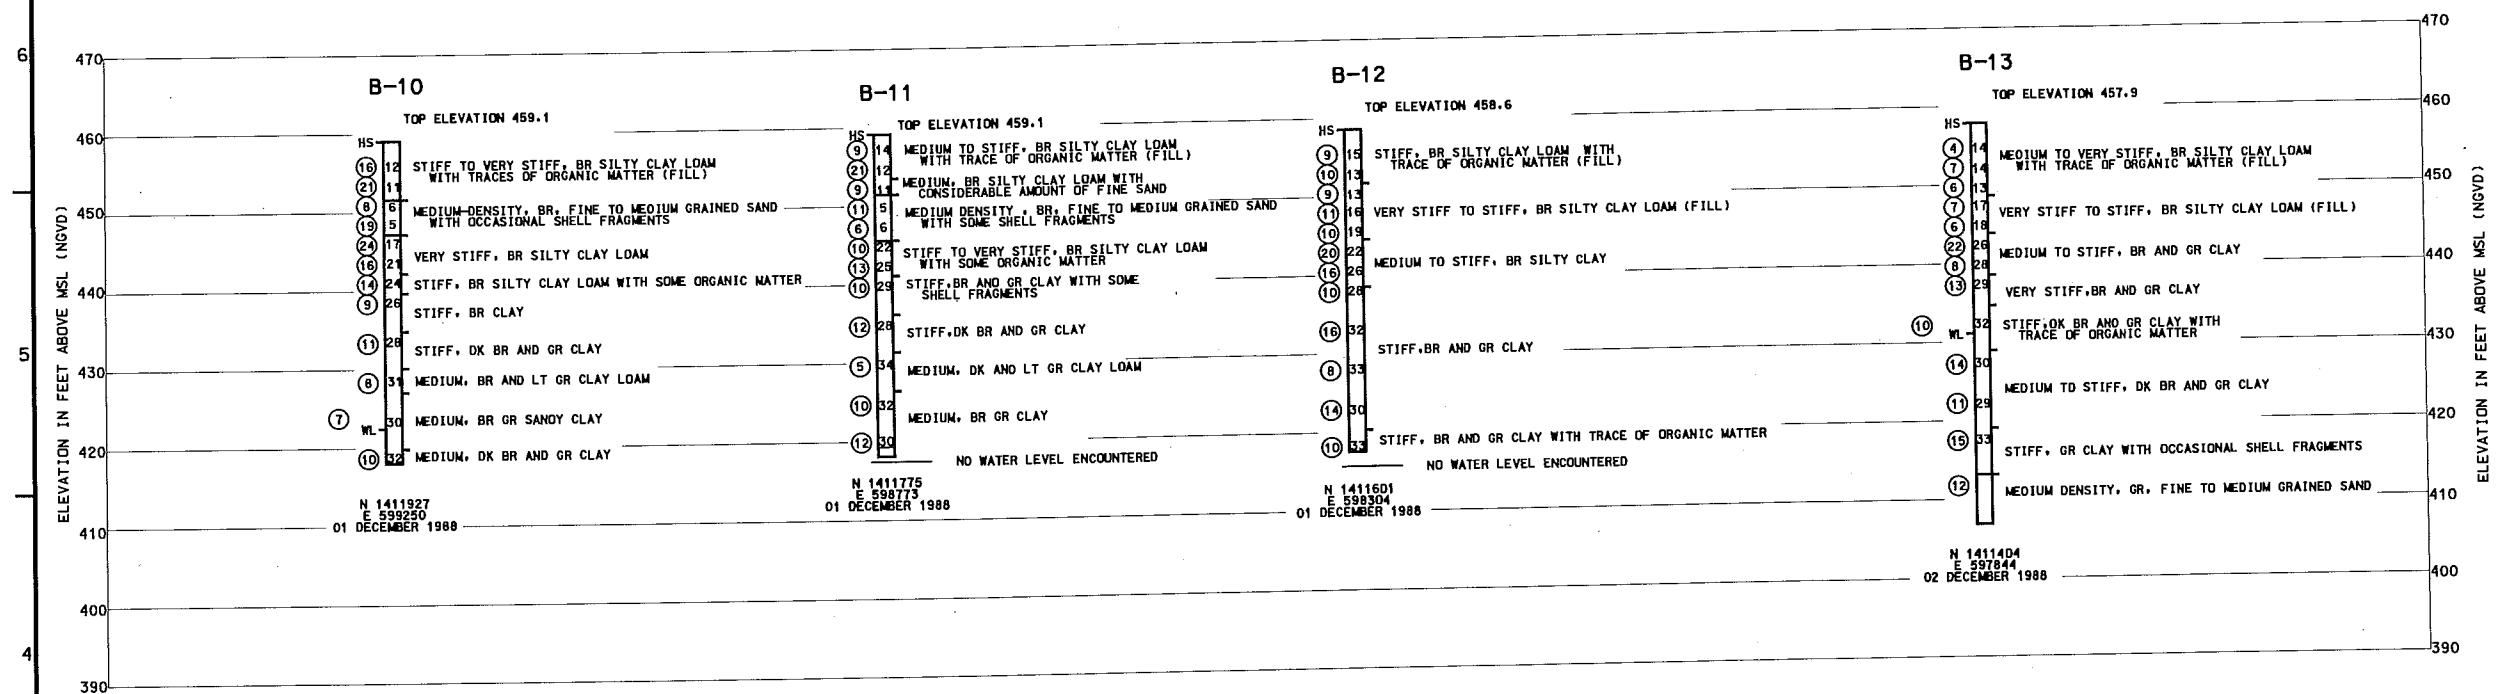 6
5
4
ELEVATION IN FEET ABOVE MSL (NGVD)
470
460
450
440
430
420
410
400
390
B-10
TOP ELEVATION 459.1
HS
16 12 STIFF TO VERY STIFF, BR SILTY CLAY LOAM
WITH TRACES OF ORGANIC MATTER (FILL)
21 11
8 6 MEDIUM DENSITY, BR, FINE TO MEDIUM GRAINED SAND
WITH OCCASIONAL SHELL FRAGMENTS
19 5
24 17
VERY STIFF, BR SILTY CLAY LOAM
16 21
14 24 STIFF, BR SILTY CLAY LOAM WITH SOME ORGANIC MATTER
9 26
STIFF, BR CLAY
11 28
STIFF, DK BR AND GR CLAY
8 31 MEDIUM, BR AND LT GR CLAY LOAM
7 30 MEDIUM, BR GR SANDY CLAY
WL
10 32 MEDIUM, DK BR AND GR CLAY
N 1411927
E 599250
01 DECEMBER 1988
B-11
TOP ELEVATION 459.1
HS
9 14 MEDIUM TO STIFF, BR SILTY CLAY LOAM
WITH TRACE OF ORGANIC MATTER (FILL)
21 12
MEDIUM, BR SILTY CLAY LOAM WITH
9 11 CONSIDERABLE AMOUNT OF FINE SAND
11 5 MEDIUM DENSITY , BR, FINE TO MEDIUM GRAINED SAND
WITH SOME SHELL FRAGMENTS
6 6
10 22 STIFF TO VERY STIFF, BR SILTY CLAY LOAM
WITH SOME ORGANIC MATTER
13 25
10 29 STIFF,BR AND GR CLAY WITH SOME
SHELL FRAGMENTS
12 28 STIFF,DK BR AND GR CLAY
5 34 MEDIUM, DK AND LT GR CLAY LOAM
10 32
MEDIUM, BR GR CLAY
12 30
NO WATER LEVEL ENCOUNTERED
N 1411775
E 598773
01 DECEMBER 1988
B-12
TOP ELEVATION 458.6
HS
9 15 STIFF, BR SILTY CLAY LOAM WITH
TRACE OF ORGANIC MATTER (FILL)
10 13
9 13
11 16 VERY STIFF TO STIFF, BR SILTY CLAY LOAM (FILL)
10 19
20 22
MEDIUM TO STIFF, BR SILTY CLAY
16 26
10 28
16 32
STIFF,BR AND GR CLAY
8 33
14 30
10 33 STIFF, BR AND GR CLAY WITH TRACE OF ORGANIC MATTER
NO WATER LEVEL ENCOUNTERED
N 1411601
E 598304
01 DECEMBER 1988
B-13
TOP ELEVATION 457.9
HS
4 14 MEDIUM TO VERY STIFF, BR SILTY CLAY LOAM
WITH TRACE OF ORGANIC MATTER (FILL)
7 14
6 13
7 17 VERY STIFF TO STIFF, BR SILTY CLAY LOAM (FILL)
6 18
22 26 MEDIUM TO STIFF, BR AND GR CLAY
8 28
13 29 VERY STIFF,BR AND GR CLAY
10 32 STIFF,DK BR AND GR CLAY WITH
TRACE OF ORGANIC MATTER
WL
14 30
MEDIUM TO STIFF, DK BR AND GR CLAY
11 29
15 33 STIFF, GR CLAY WITH OCCASIONAL SHELL FRAGMENTS
12 MEDIUM DENSITY, GR, FINE TO MEDIUM GRAINED SAND
N 1411404
E 597844
02 DECEMBER 1988
470
460
450
440
430
420
410
400
390
ELEVATION IN FEET ABOVE MSL (NGVD)